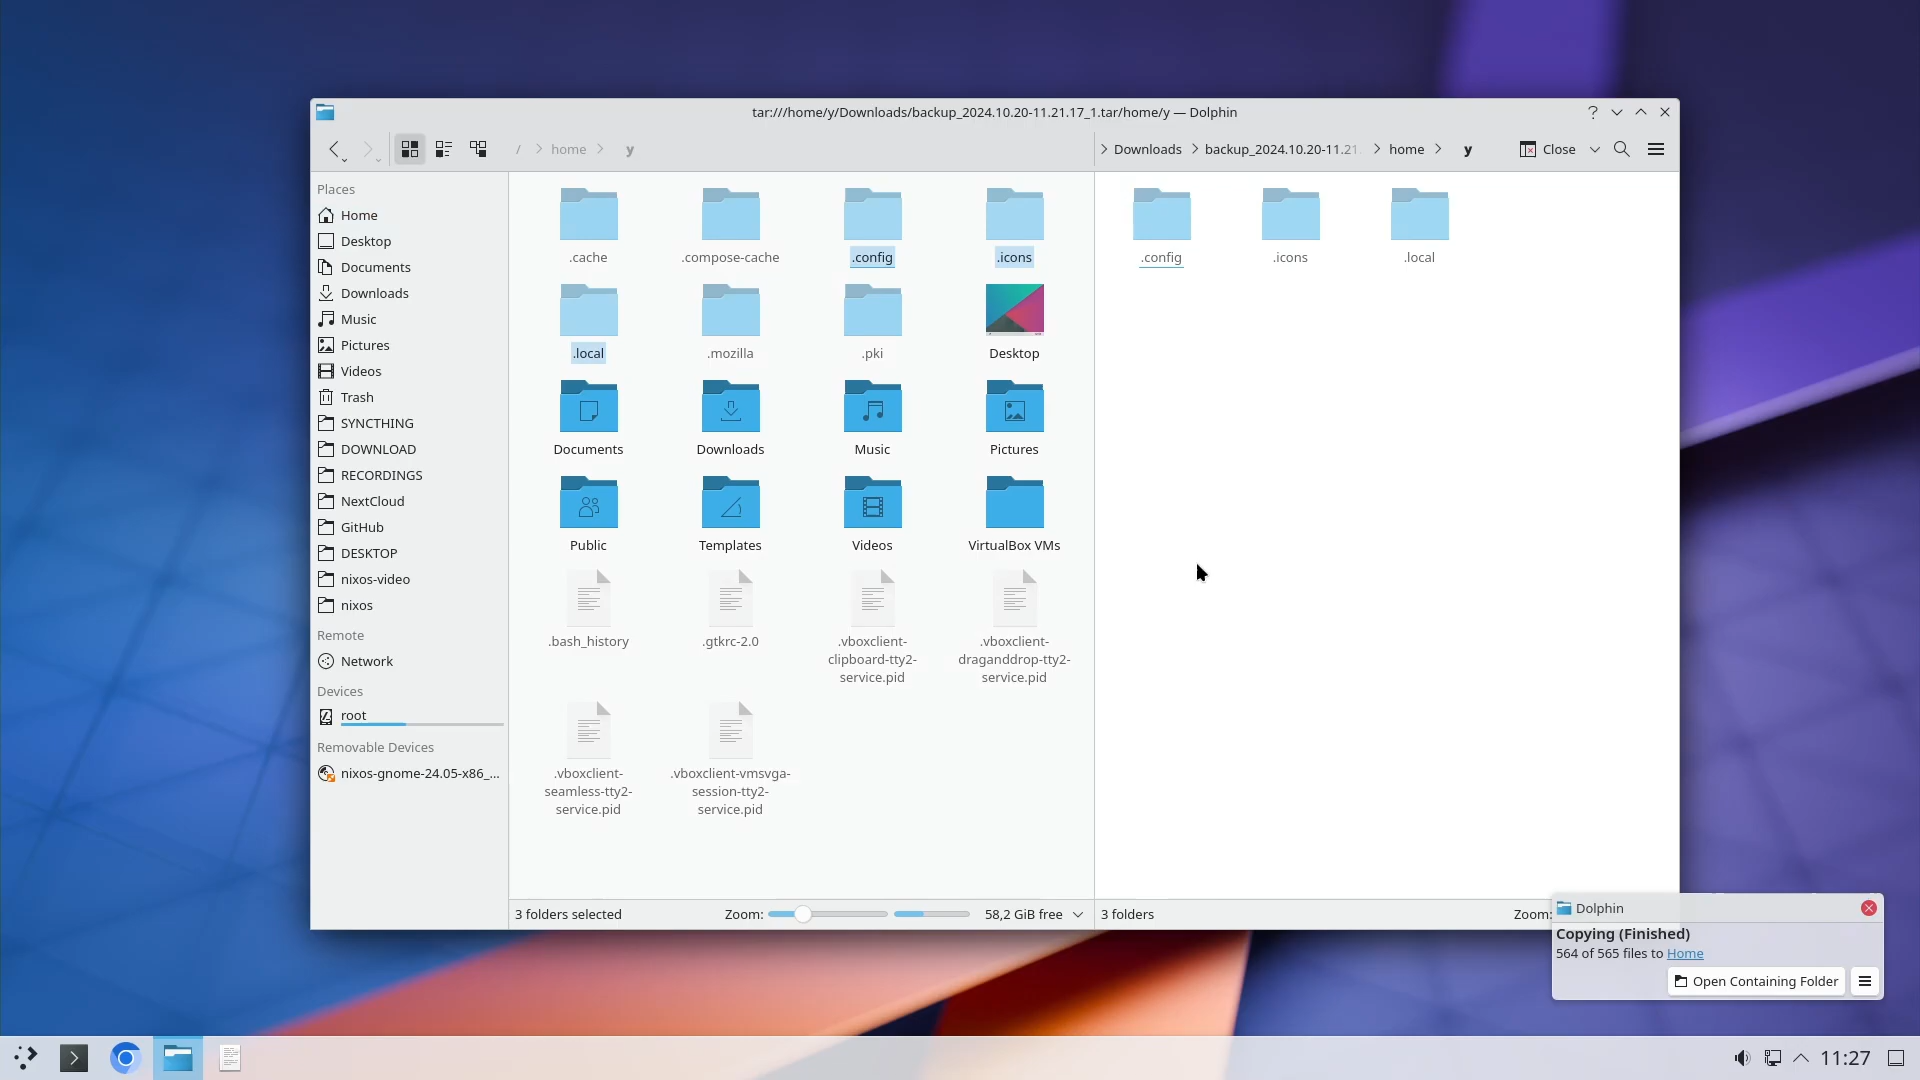 tar:///home/y/Downloads/backup_2024.10.20-11.21.17_1.tar/home/y — Dolphin
/ > home > y
> Downloads > backup_2024.10.20-11.21. > home > y
Close
Places
Home
Desktop
Documents
Downloads
Music
Pictures
Videos
Trash
SYNCTHING
DOWNLOAD
RECORDINGS
NextCloud
GitHub
DESKTOP
nixos-video
nixos
Remote
Network
Devices
root
Removable Devices
nixos-gnome-24.05-x86_...
.cache
.compose-cache
.config
.icons
.local
.mozilla
.pki
Desktop
Documents
Downloads
Music
Pictures
Public
Templates
Videos
VirtualBox VMs
.bash_history
.gtkrc-2.0
.vboxclient-
clipboard-tty2-
service.pid
.vboxclient-
draganddrop-tty2-
service.pid
.vboxclient-
seamless-tty2-
service.pid
.vboxclient-vmsvga-
session-tty2-
service.pid
3 folders selected
Zoom:
58,2 GiB free
.config
.icons
.local
3 folders
Zoom:
Dolphin
Copying (Finished)
564 of 565 files to Home
Open Containing Folder
11:27